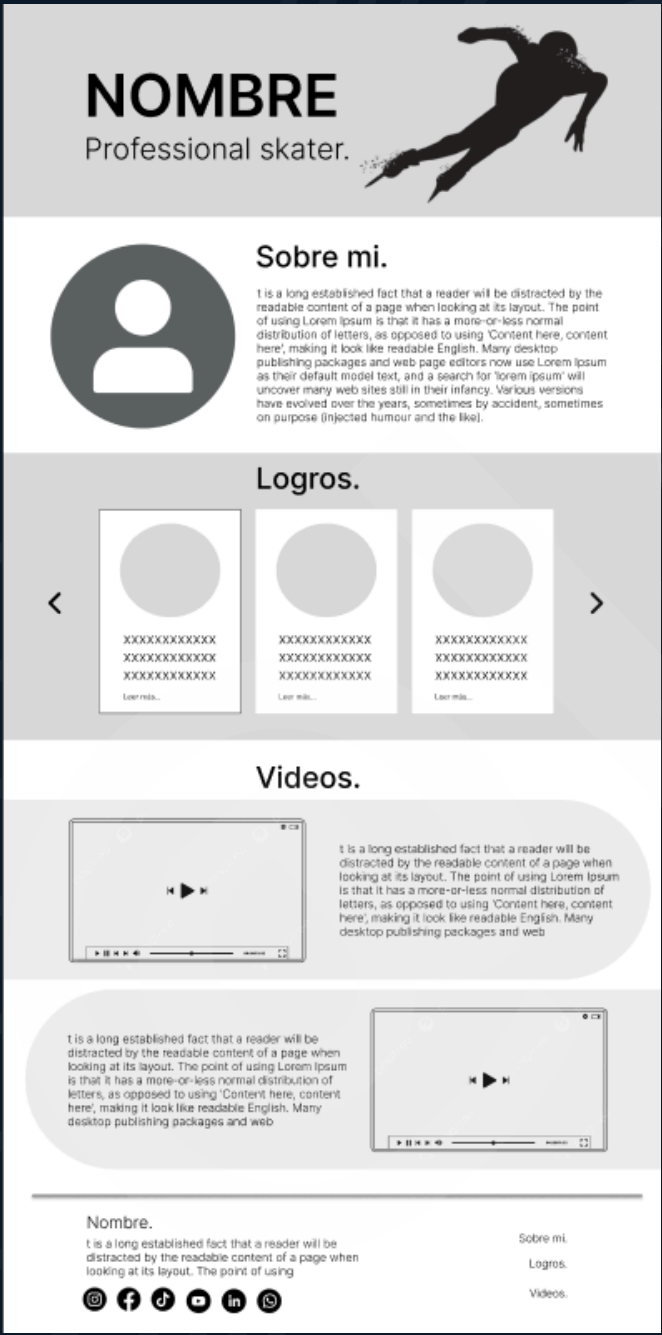 NOMBRE
Professional skater.
Sobre mi.
t is a long established fact that a reader will be distracted by the
readable content of a page when looking at its layout. The point
of using Lorem Ipsum is that it has a more-or-less normal
distribution of letters, as opposed to using 'Content here, content
here', making it look like readable English. Many desktop
publishing packages and web page editors now use Lorem Ipsum
as their default model text, and a search for 'lorem ipsum' will
uncover many web sites still in their infancy. Various versions
have evolved over the years, sometimes by accident, sometimes
on purpose (injected humour and the like).
Logros.
XXXXXXXXXXXX
XXXXXXXXXXXX
XXXXXXXXXXXX
Leer más...
XXXXXXXXXXXX
XXXXXXXXXXXX
XXXXXXXXXXXX
Leer más...
XXXXXXXXXXXX
XXXXXXXXXXXX
XXXXXXXXXXXX
Leer más...
Videos.
t is a long established fact that a reader will be
distracted by the readable content of a page when
looking at its layout. The point of using Lorem Ipsum
is that it has a more-or-less normal distribution of
letters, as opposed to using 'Content here, content
here', making it look like readable English. Many
desktop publishing packages and web
t is a long established fact that a reader will be
distracted by the readable content of a page when
looking at its layout. The point of using Lorem Ipsum
is that it has a more-or-less normal distribution of
letters, as opposed to using 'Content here, content
here', making it look like readable English. Many
desktop publishing packages and web
Nombre.
t is a long established fact that a reader will be
distracted by the readable content of a page when
looking at its layout. The point of using
Sobre mi.
Logros.
Videos.